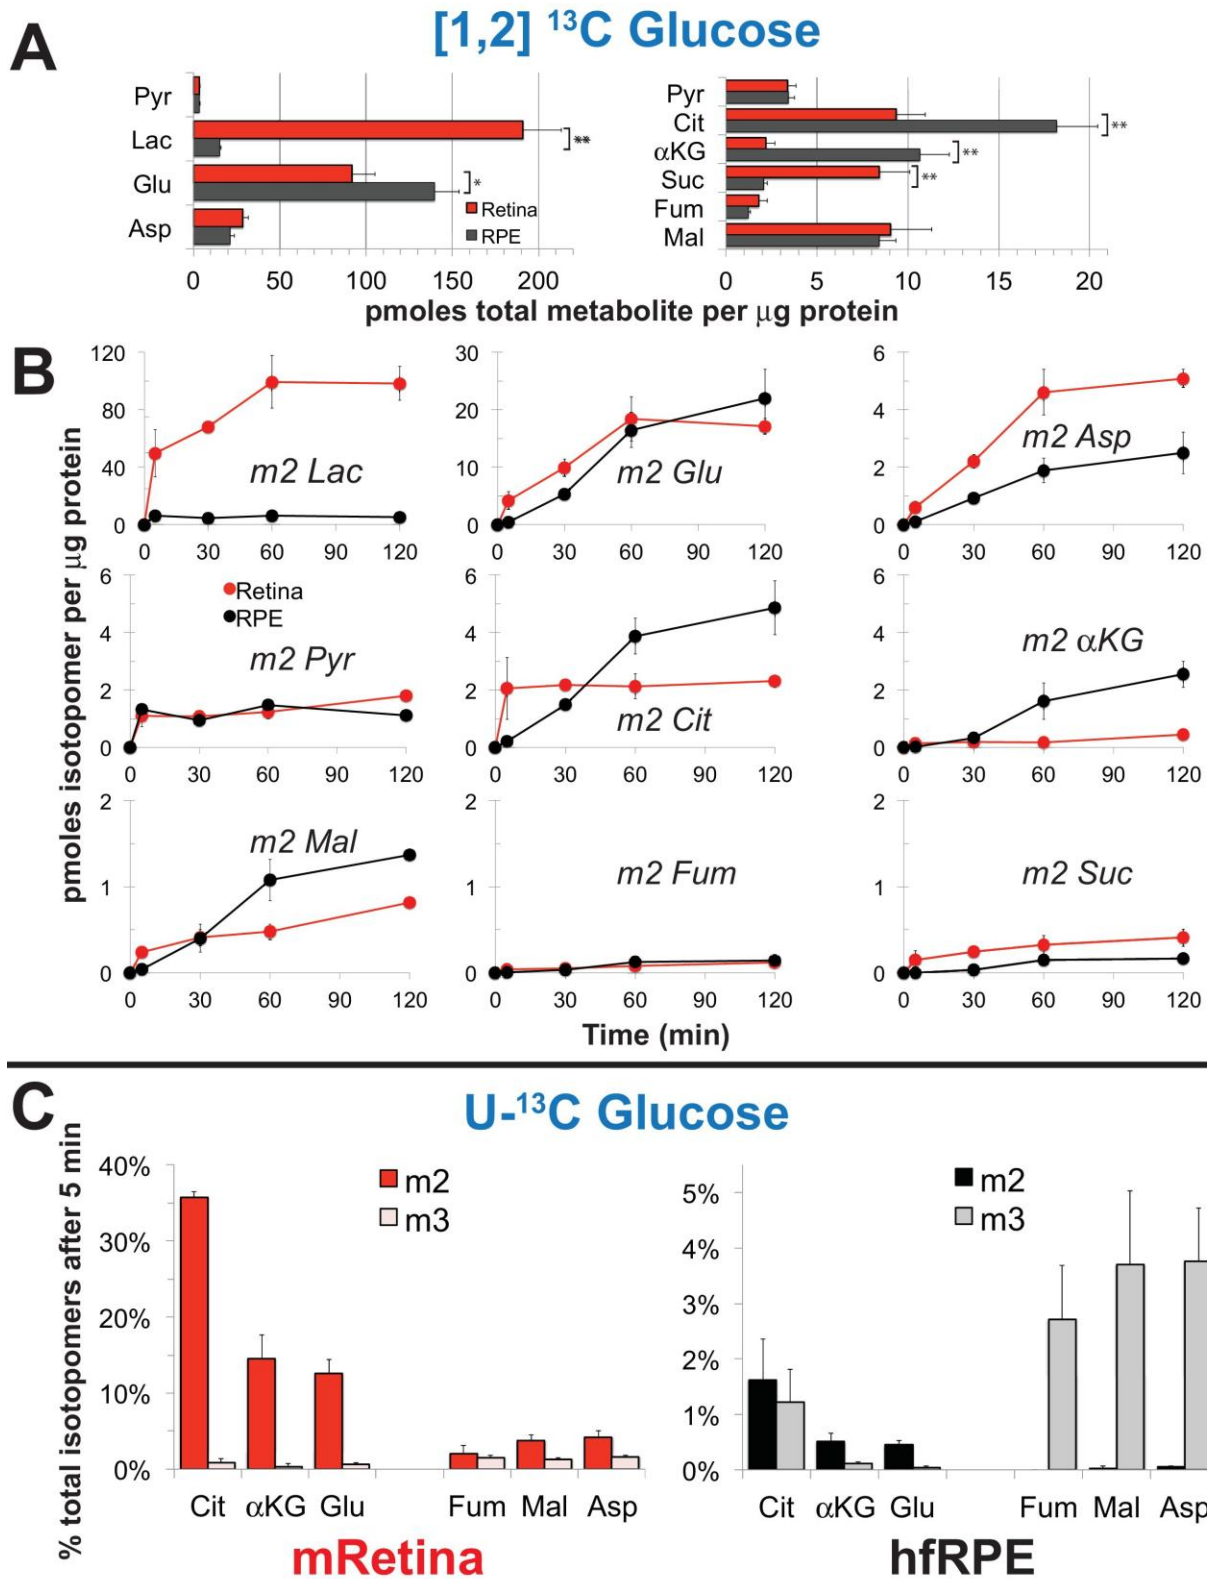 A
[1,2] ¹³C Glucose
Pyr
Lac
Glu
Asp
**
*
Retina
RPE
0 50 100 150 200
Pyr
Cit
αKG
Suc
Fum
Mal
**
**
**
0 5 10 15 20
pmoles total metabolite per µg protein
B
pmoles isotopomer per µg protein
120
80
40
0
m2 Lac
0 30 60 90 120
30
20
10
0
m2 Glu
0 30 60 90 120
6
4
2
0
m2 Asp
0 30 60 90 120
6
4
2
0
Retina
RPE
m2 Pyr
0 30 60 90 120
6
4
2
0
m2 Cit
0 30 60 90 120
6
4
2
0
m2 αKG
0 30 60 90 120
2
1
0
m2 Mal
0 30 60 90 120
2
1
0
m2 Fum
0 30 60 90 120
2
1
0
m2 Suc
0 30 60 90 120
Time (min)
C
U-¹³C Glucose
% total isotopomers after 5 min
40%
30%
20%
10%
0%
m2
m3
Cit αKG Glu Fum Mal Asp
mRetina
5%
4%
3%
2%
1%
0%
m2
m3
Cit αKG Glu Fum Mal Asp
hfRPE